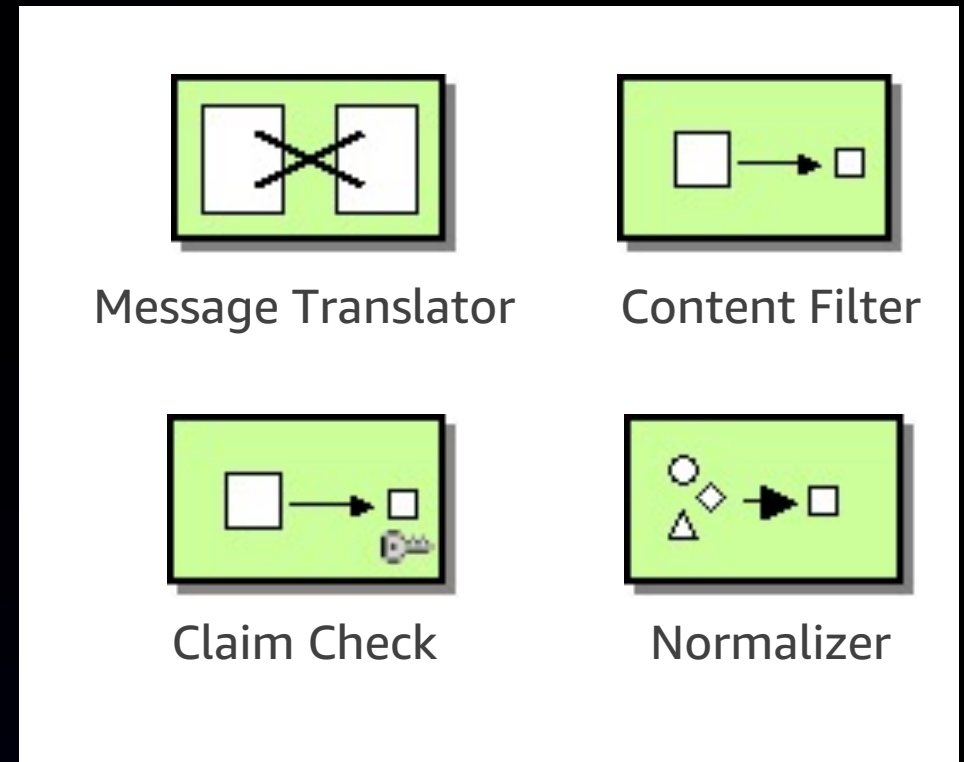 Message Translator
Content Filter
Claim Check
Normalizer